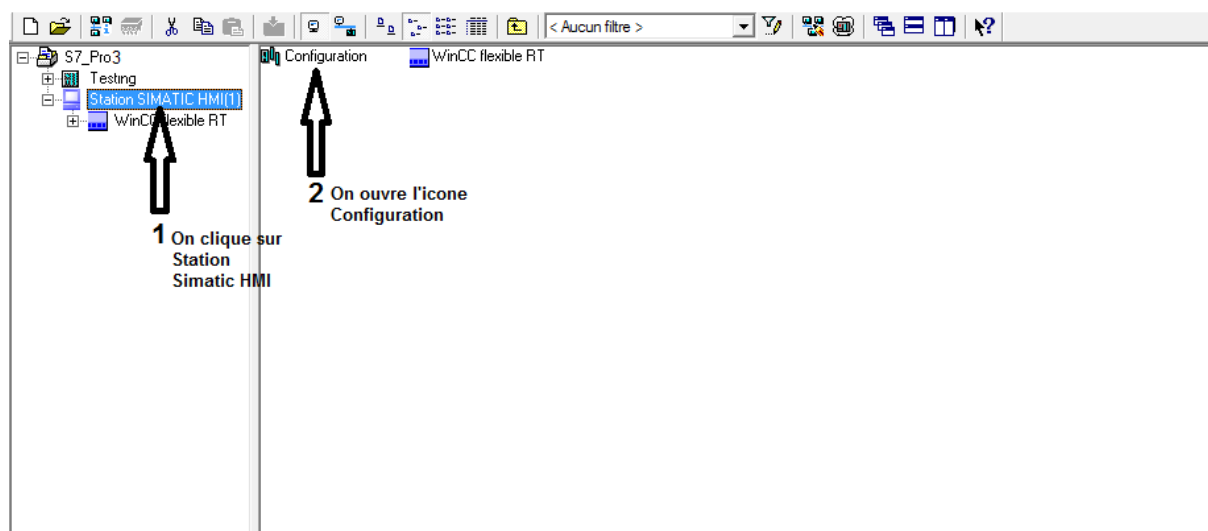 < Aucun filtre >
S7_Pro3
Testing
Station SIMATIC HMI(1)
WinCC flexible RT
Configuration
WinCC flexible RT
1 On clique sur
Station
Simatic HMI
2 On ouvre l'icone
Configuration